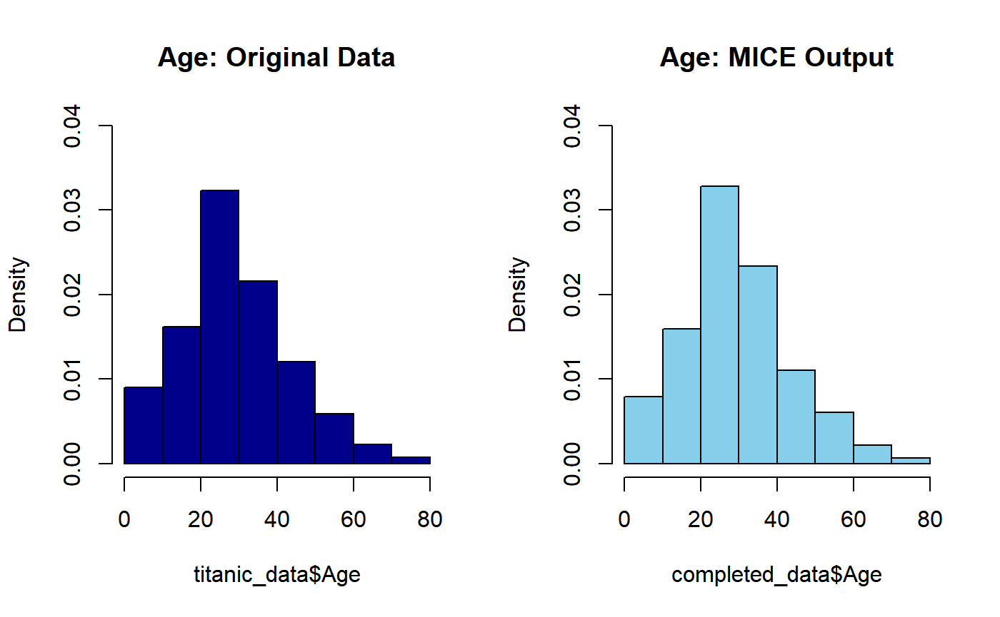 Age: Original Data
Density
0.04
0.03
0.02
0.01
0.00
0 20 40 60 80
titanic_data$Age
Age: MICE Output
Density
0.04
0.03
0.02
0.01
0.00
0 20 40 60 80
completed_data$Age